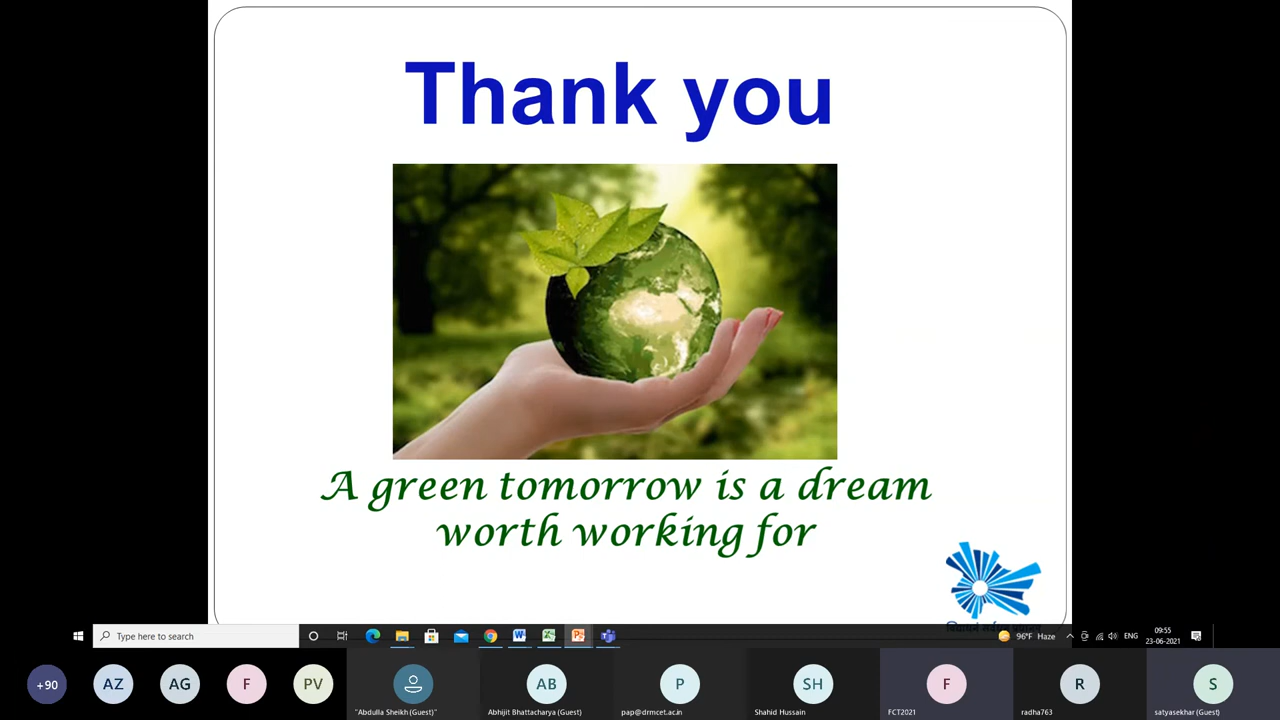 Thank you
A green tomorrow is a dream
worth working for
Type here to search
96°F Haze
ENG
09:55
23-06-2021
+90
AZ
AG
F
PV
AB
P
SH
F
R
S
"Abdulla Sheikh (Guest)"
Abhijit Bhattacharya (Guest)
pap@drmcet.ac.in
Shahid Hussain
FCT2021
radha763
satyasekhar (Guest)